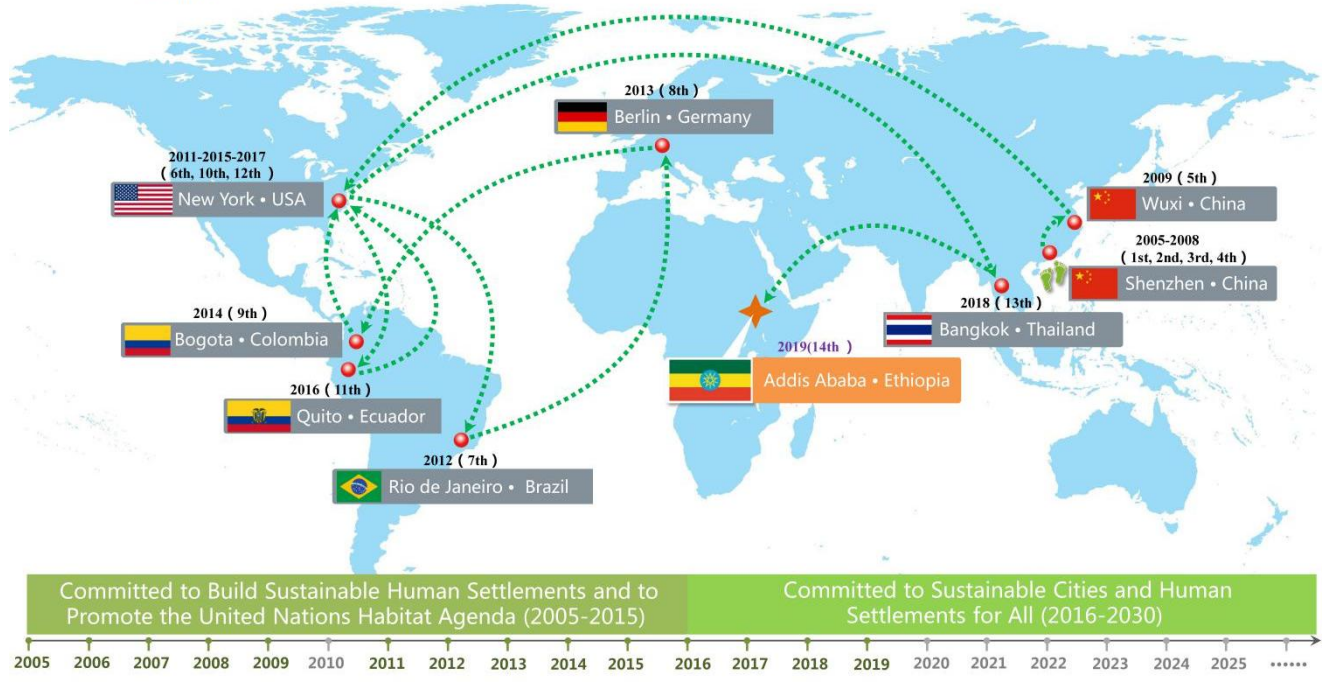 2013 ( 8th )
Berlin • Germany
2011-2015-2017
( 6th, 10th, 12th )
New York • USA
2009 ( 5th )
Wuxi • China
2005-2008
( 1st, 2nd, 3rd, 4th )
Shenzhen • China
2018 ( 13th )
Bangkok • Thailand
2014 ( 9th )
Bogota • Colombia
2019(14th )
Addis Ababa • Ethiopia
2016 ( 11th )
Quito • Ecuador
2012 ( 7th )
Rio de Janeiro • Brazil
Committed to Build Sustainable Human Settlements and to
Promote the United Nations Habitat Agenda (2005-2015)
Committed to Sustainable Cities and Human
Settlements for All (2016-2030)
2005 2006 2007 2008 2009 2010 2011 2012 2013 2014 2015 2016 2017 2018 2019 2020 2021 2022 2023 2024 2025 ······